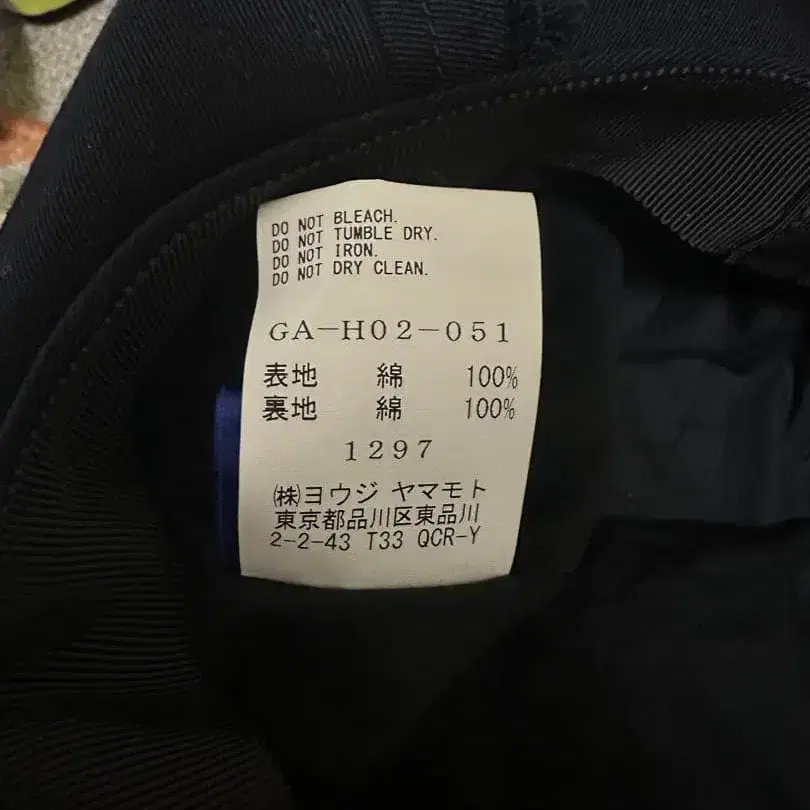 DO NOT BLEACH.
DO NOT TUMBLE DRY.
DO NOT IRON.
DO NOT DRY CLEAN.
GA-H02-051
表地 綿 100%
裏地 綿 100%
1297
㈱ヨウジ ヤマモト
東京都品川区東品川
2-2-43 T33 QCR-Y